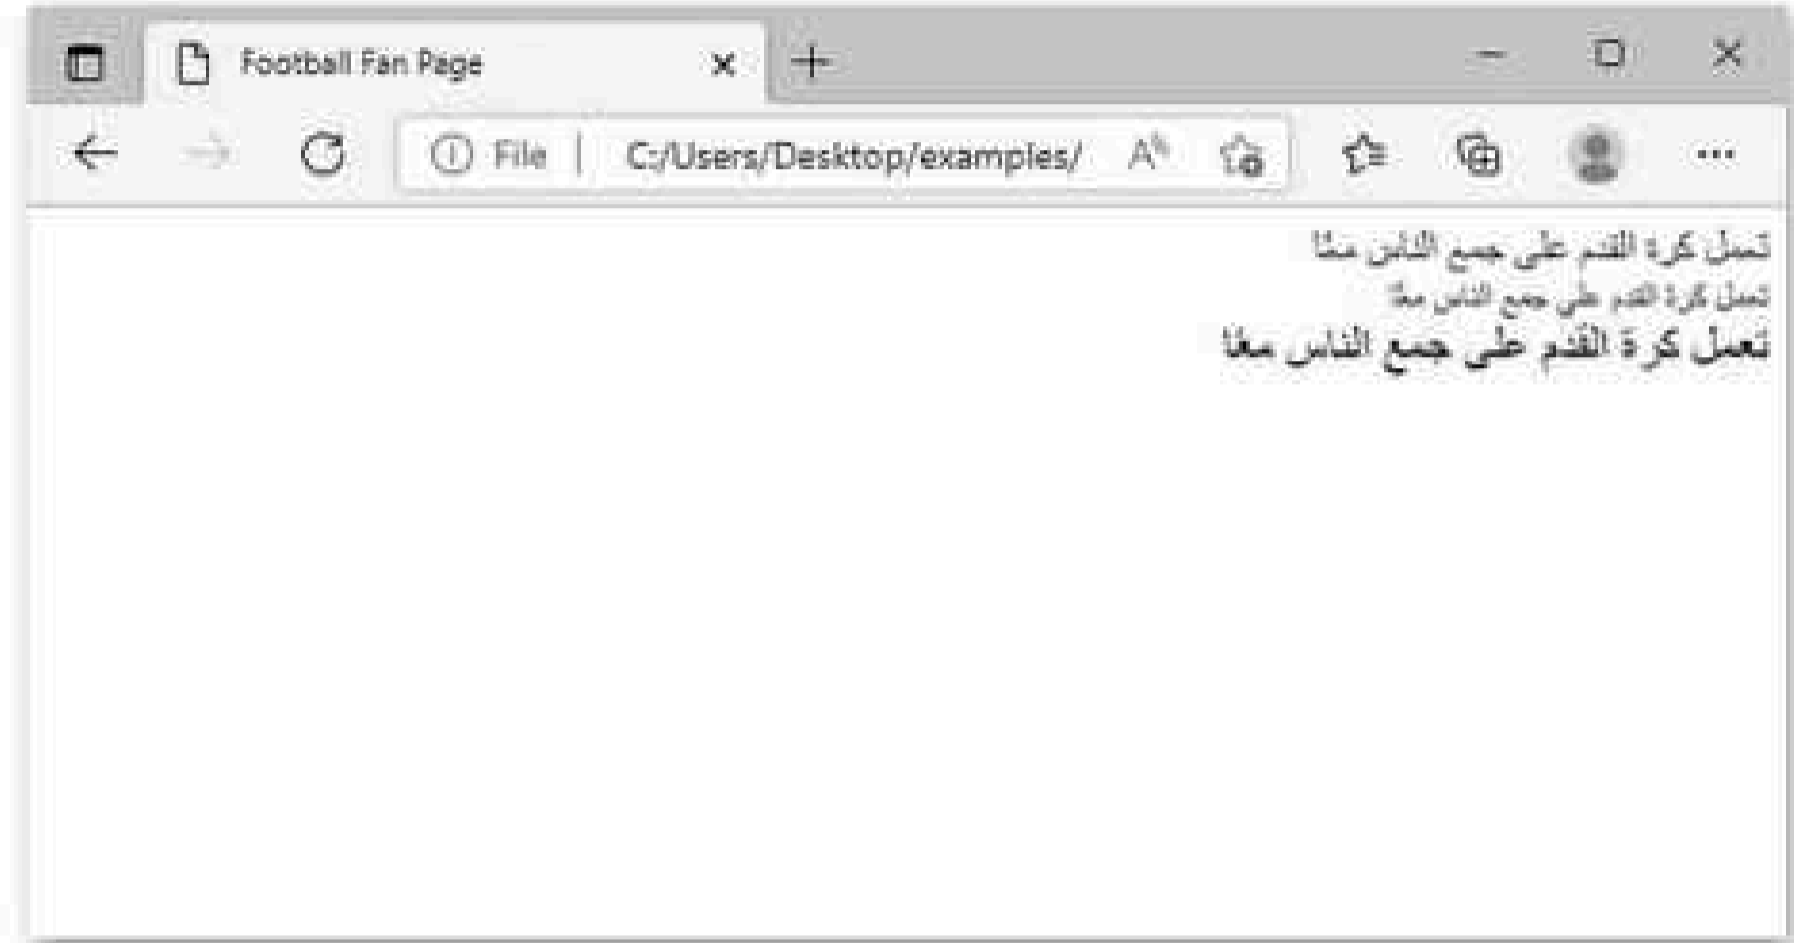 Football Fan Page
File | C:/Users/Desktop/examples/
تعمل كرة القدم على جمع الناس معًا
تعمل كرة القدم على جمع الناس معًا
تعمل كرة القدم على جمع الناس معًا